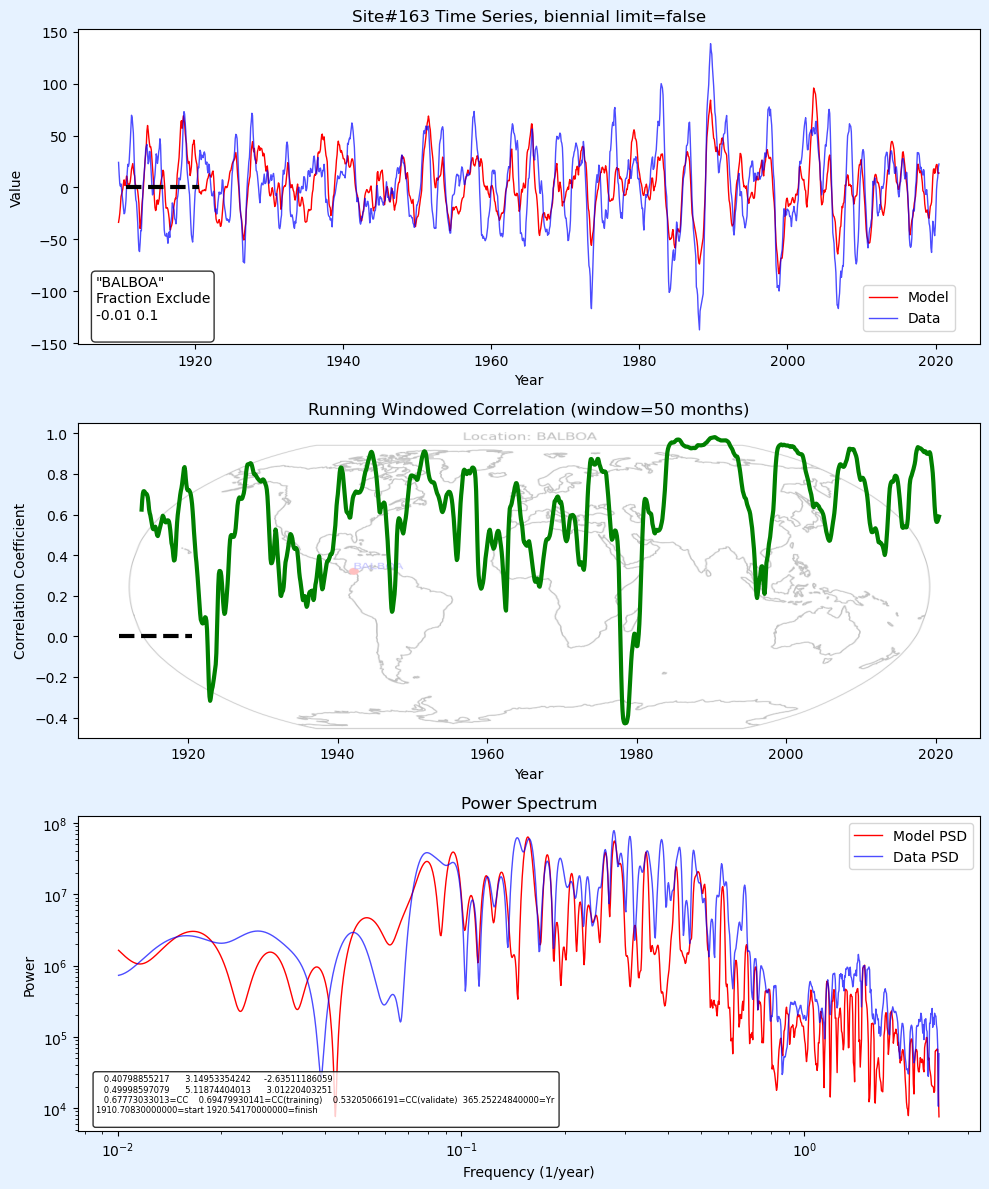 Site#163 Time Series, biennial limit=false
150
100
50
0
−50
−100
−150
Value
"BALBOA"
Fraction Exclude
-0.01 0.1
Model
Data
1920
1940
1960
1980
2000
2020
Year
Running Windowed Correlation (window=50 months)
Location: BALBOA
1.0
0.8
0.6
0.4
0.2
0.0
−0.2
−0.4
Correlation Coefficient
BALBOA
1920
1940
1960
1980
2000
2020
Year
Power Spectrum
10⁸
10⁷
10⁶
10⁵
10⁴
Power
Model PSD
Data PSD
0.40798855217 3.14953354242 -2.63511186059
0.49998597079 5.11874404013 3.01220403251
0.67773033013=CC 0.69479930141=CC(training) 0.53205066191=CC(validate) 365.25224840000=Yr
1910.70830000000=start 1920.54170000000=finish
10⁻²
10⁻¹
10⁰
Frequency (1/year)